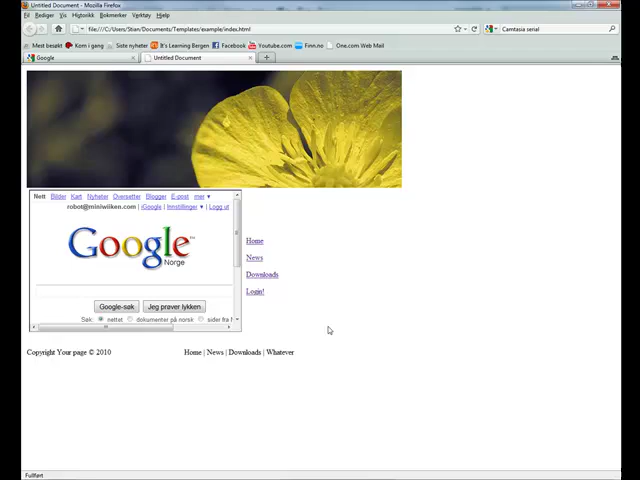 Untitled Document - Mozilla Firefox
Fil Rediger Vis Historikk Bokmerker Verktøy Hjelp
file:///C:/Users/Stian/Documents/Templates/example/index.html
Camtasia serial
Mest besøkt Kom i gang Siste nyheter It's Learning Bergen Facebook Youtube.com Finn.no One.com Web Mail
Google
Untitled Document
Nett Bilder Kart Nyheter Oversetter Blogger E-post mer
robot@miniwiiken.com | iGoogle | Innstillinger | Logg ut
Google
Norge
Google-søk Jeg prøver lykken
Søk: nettet dokumenter på norsk sider fra N
Home
News
Downloads
Login!
Copyright Your page © 2010 Home | News | Downloads | Whatever
Fullført